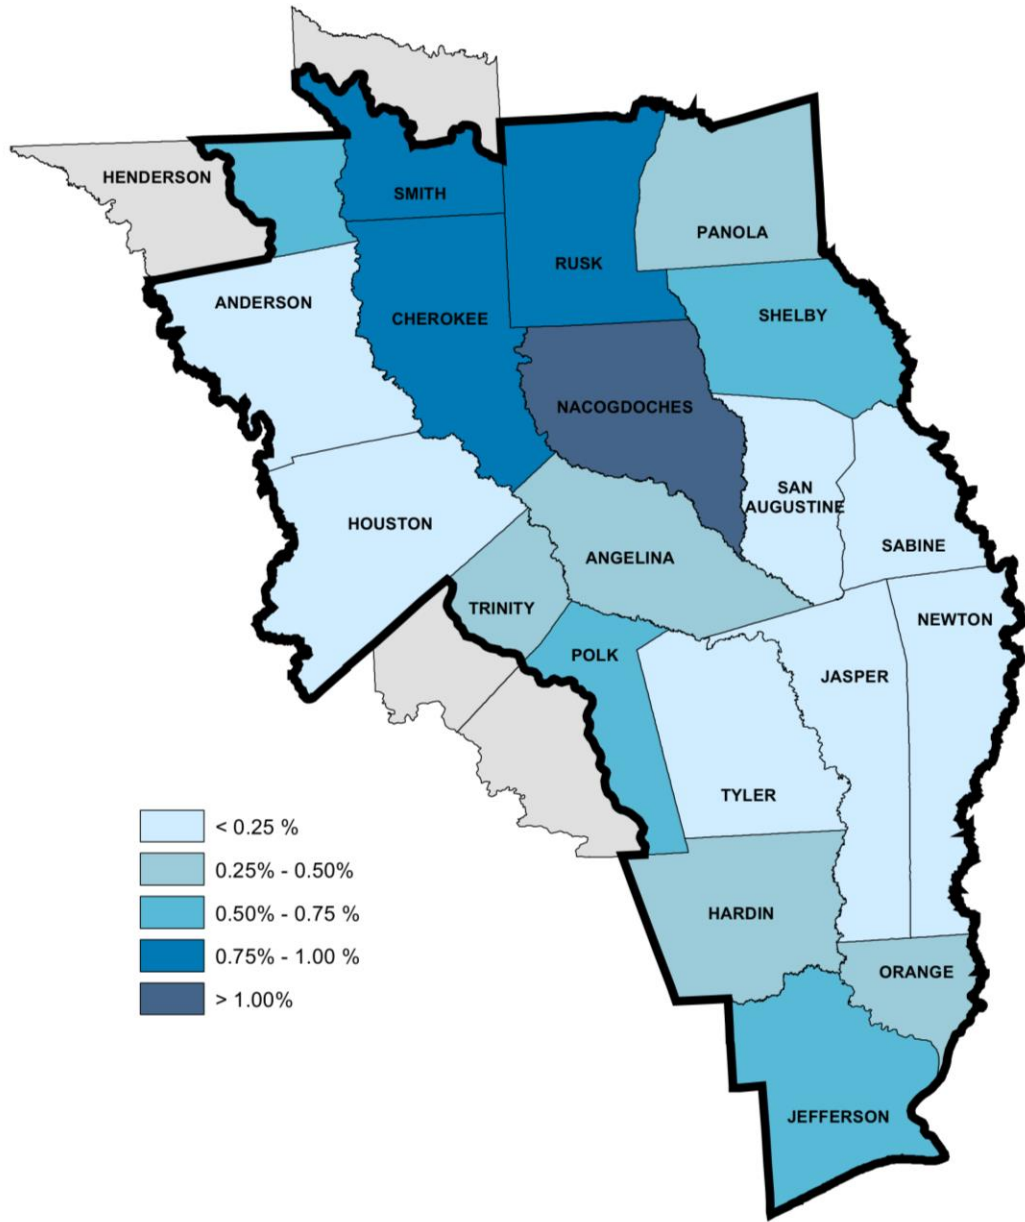 HENDERSON
SMITH
PANOLA
RUSK
ANDERSON
CHEROKEE
SHELBY
NACOGDOCHES
SAN
AUGUSTINE
HOUSTON
SABINE
ANGELINA
TRINITY
NEWTON
POLK
JASPER
TYLER
< 0.25 %
0.25% - 0.50%
0.50% - 0.75 %
0.75% - 1.00 %
> 1.00%
HARDIN
ORANGE
JEFFERSON